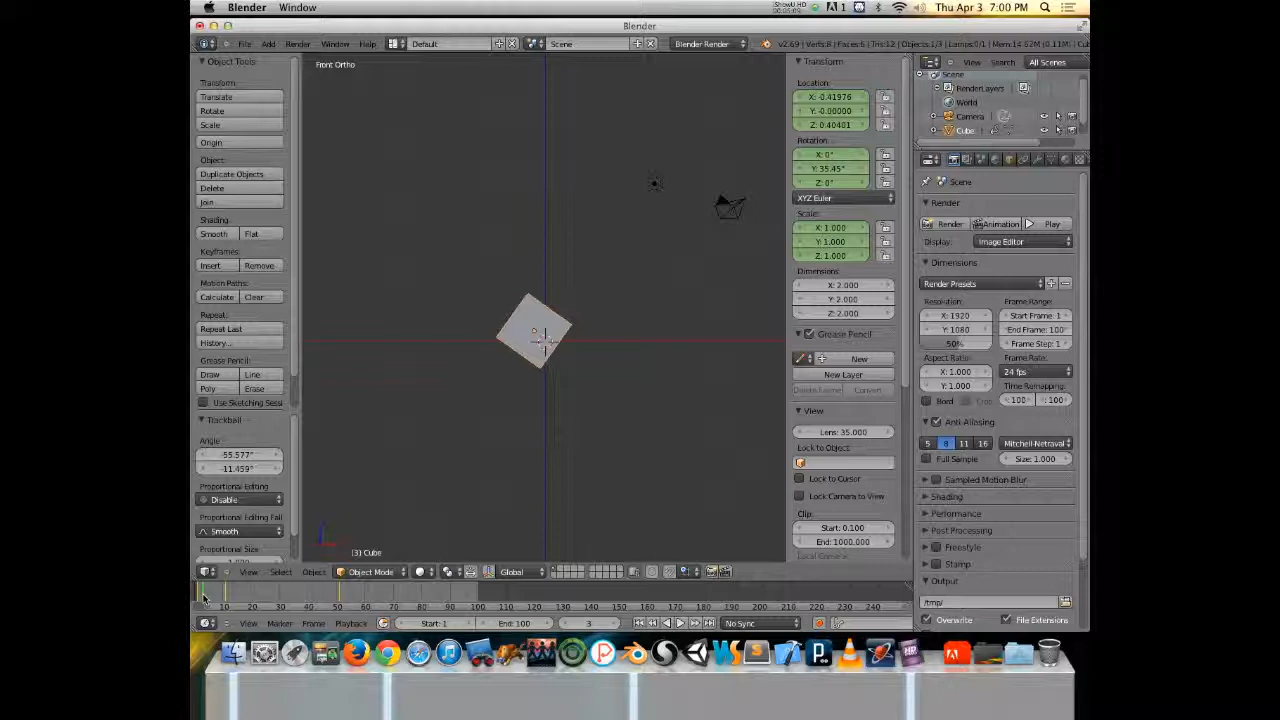 Blender Window
iShowU HD
1
Thu Apr 3 7:00 PM
Blender
File Add Render Window Help
Default
Scene
Blender Render
v2.69 | Verts:8 | Faces:6 | Tris:12 | Objects:1/3 | Lamps:0/1 | Mem:14.62M (0.11M)
Object Tools
Transform:
Translate
Rotate
Scale
Origin
Object:
Duplicate Objects
Delete
Join
Shading:
Smooth Flat
Keyframes:
Insert Remove
Motion Paths:
Calculate Clear
Repeat:
Repeat Last
History...
Grease Pencil:
Draw Line
Poly Erase
Use Sketching Sessi
Trackball
Angle
-55.577°
-11.459°
Proportional Editing
Disable
Proportional Editing Fall
Smooth
Proportional Size
Front Ortho
(3) Cube
Transform
Location:
X: -0.41976
Y: -0.00000
Z: 0.40401
Rotation:
X: 0°
Y: 35.45°
Z: 0°
XYZ Euler
Scale:
X: 1.000
Y: 1.000
Z: 1.000
Dimensions:
X: 2.000
Y: 2.000
Z: 2.000
Grease Pencil
New
New Layer
Delete Frame Convert
View
Lens: 35.000
Lock to Object:
Lock to Cursor
Lock Camera to View
Clip:
Start: 0.100
End: 1000.000
View Search All Scenes
Scene
RenderLayers
World
Camera
Cube
Scene
Render
Render Animation Play
Display: Image Editor
Dimensions
Render Presets
Resolution: Frame Range:
X: 1920 Start Frame: 1
Y: 1080 End Frame: 100
50% Frame Step: 1
Aspect Ratio: Frame Rate:
X: 1.000 24 fps
Y: 1.000 Time Remapping:
Bord Crop :100 :100
Anti-Aliasing
5 8 11 16 Mitchell-Netraval
Full Sample Size: 1.000
Sampled Motion Blur
Shading
Performance
Post Processing
Freestyle
Stamp
Output
/tmp/
Overwrite File Extensions
View Select Object Object Mode Global
10 20 30 40 50 60 70 80 90 100 110 120 130 140 150 160 170 180 190 200 210 220 230 240
View Marker Frame Playback Start: 1 End: 100 3 No Sync